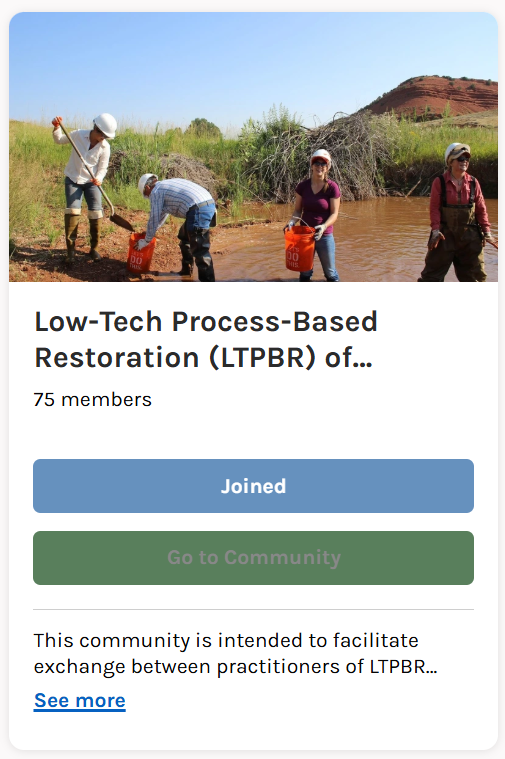 Low-Tech Process-Based
Restoration (LTPBR) of...
75 members
Joined
Go to Community
This community is intended to facilitate
exchange between practitioners of LTPBR...
See more